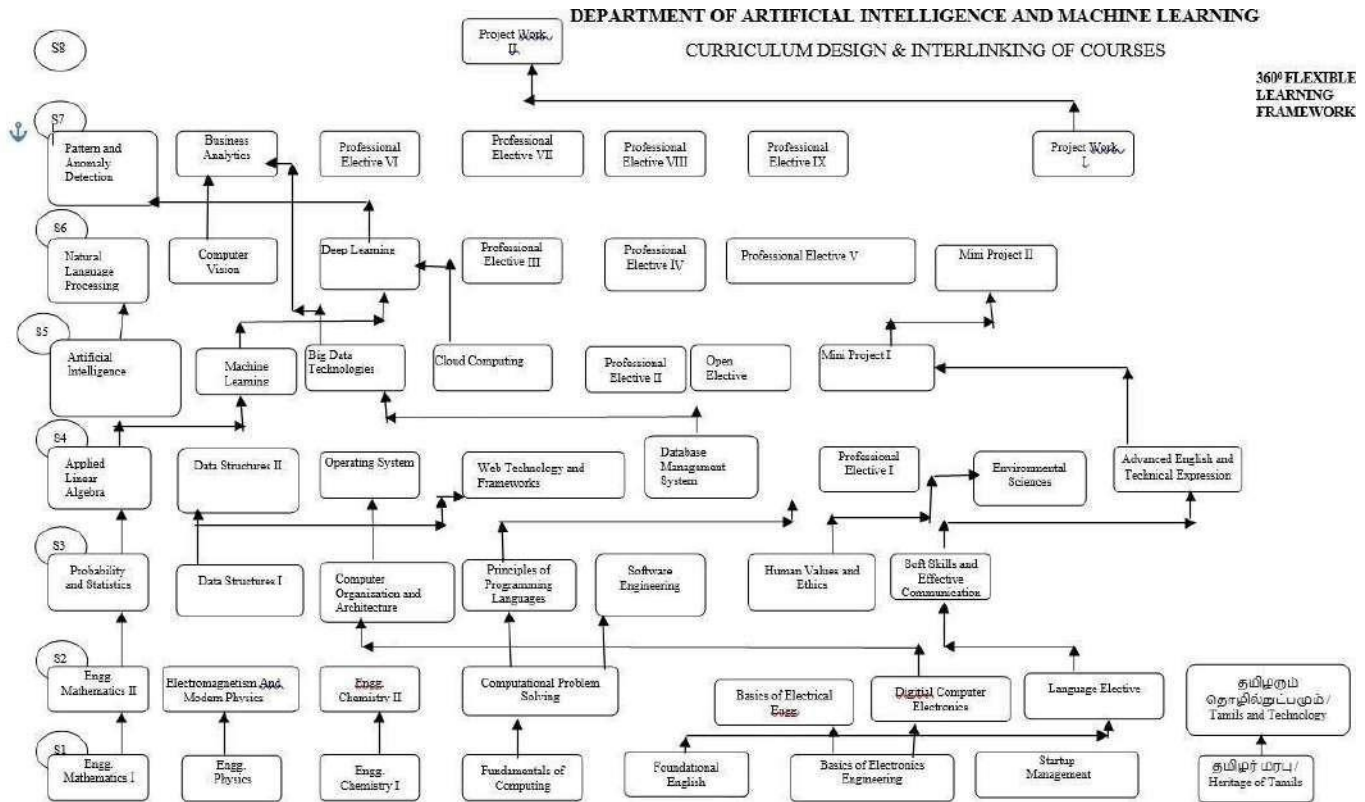 DEPARTMENT OF ARTIFICIAL INTELLIGENCE AND MACHINE LEARNING
CURRICULUM DESIGN & INTERLINKING OF COURSES
360⁰ FLEXIBLE
LEARNING
FRAMEWORK
S8
Project Work
II
S7
Pattern and
Anomaly
Detection
Business
Analytics
Professional
Elective VI
Professional
Elective VII
Professional
Elective VIII
Professional
Elective IX
Project Work
I
S6
Natural
Language
Processing
Computer
Vision
Deep Learning
Professional
Elective III
Professional
Elective IV
Professional Elective V
Mini Project II
S5
Artificial
Intelligence
Machine
Learning
Big Data
Technologies
Cloud Computing
Professional
Elective II
Open
Elective
Mini Project I
S4
Applied
Linear
Algebra
Data Structures II
Operating System
Web Technology and
Frameworks
Database
Management
System
Professional
Elective I
Environmental
Sciences
Advanced English and
Technical Expression
S3
Probability
and Statistics
Data Structures I
Computer
Organization and
Architecture
Principles of
Programming
Languages
Software
Engineering
Human Values and
Ethics
Soft Skills and
Effective
Communication
S2
Engg.
Mathematics II
Electromagnetism And
Modern Physics
Engg.
Chemistry II
Computational Problem
Solving
Basics of Electrical
Engg
Digitial Computer
Electronics
Language Elective
தமிழரும்
தொழில்நுட்பமும் /
Tamils and Technology
S1
Engg.
Mathematics I
Engg.
Physics
Engg.
Chemistry I
Fundamentals of
Computing
Foundational
English
Basics of Electronics
Engineering
Startup
Management
தமிழர் மரபு /
Heritage of Tamils